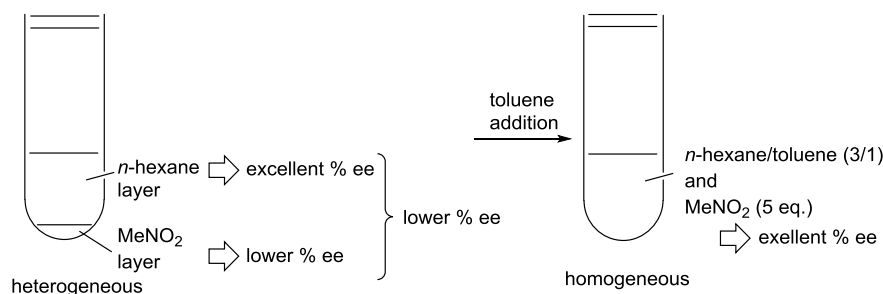 n-hexane
layer
excellent % ee
MeNO2
layer
lower % ee
lower % ee
heterogeneous
toluene
addition
n-hexane/toluene (3/1)
and
MeNO2 (5 eq.)
exellent % ee
homogeneous